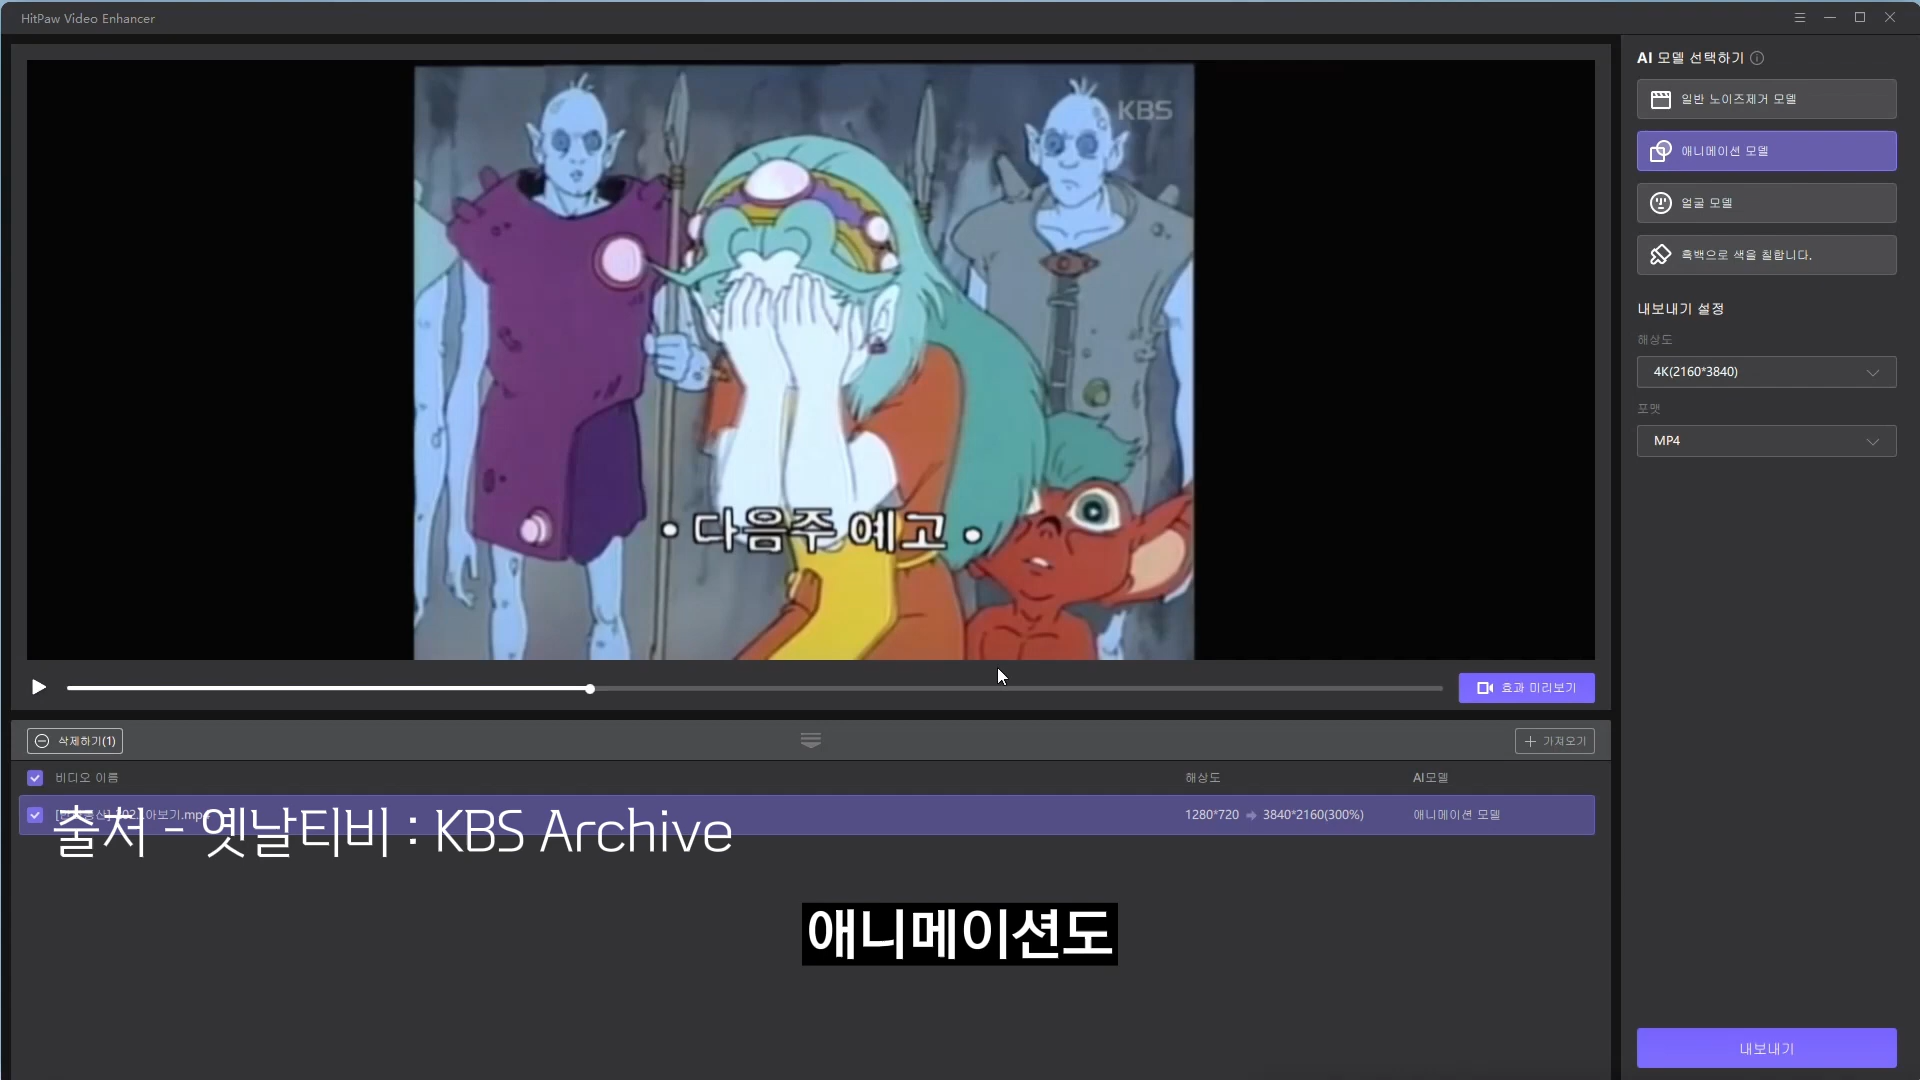 HitPaw Video Enhancer
AI 모델 선택하기
일반 노이즈제거 모델
애니메이션 모델
얼굴 모델
흑백으로 색을 칠합니다.
내보내기 설정
해상도
4K(2160*3840)
포맷
MP4
KBS
• 다음주 예고 •
효과 미리보기
삭제하기(1)
가져오기
비디오 이름
해상도
AI모델
아보기.mp4
1280*720
3840*2160(300%)
애니메이션 모델
출처 - 옛날티비 : KBS Archive
애니메이션도
내보내기